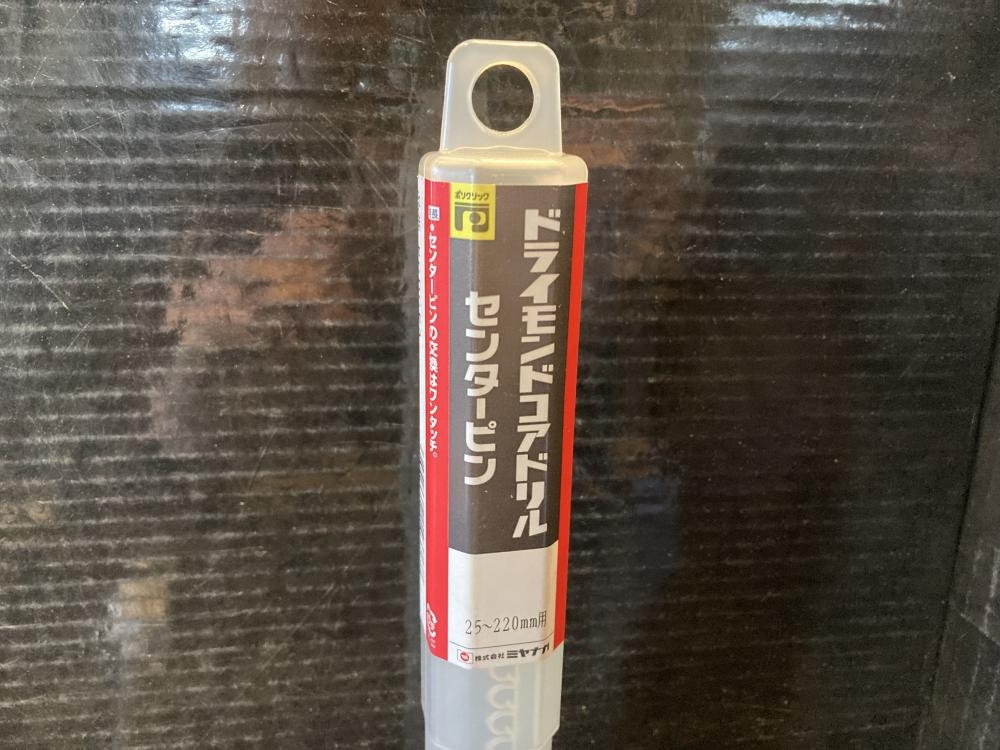 ポリクリック
ドライモンドコアドリル
センターピン
・センターピンの交換はワンタッチ。
25~220mm用
株式会社 ミヤナガ